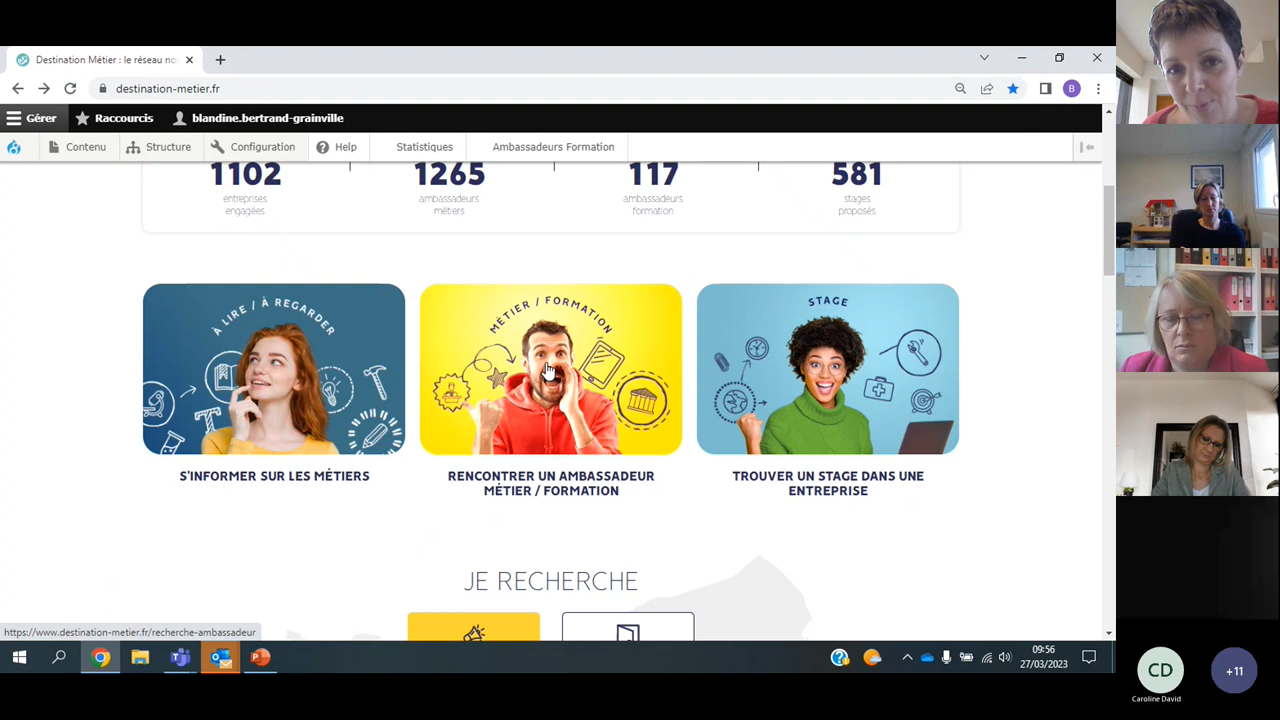 Destination Métier : le réseau no
destination-metier.fr
B
Gérer
Raccourcis
blandine.bertrand-grainville
Contenu
Structure
Configuration
Help
Statistiques
Ambassadeurs Formation
1102
1265
117
581
entreprises
engagées
ambassadeurs
métiers
ambassadeurs
formation
stages
proposés
À LIRE / À REGARDER
MÉTIER / FORMATION
STAGE
S'INFORMER SUR LES MÉTIERS
RENCONTRER UN AMBASSADEUR
MÉTIER / FORMATION
TROUVER UN STAGE DANS UNE
ENTREPRISE
JE RECHERCHE
https://www.destination-metier.fr/recherche-ambassadeur
09:56
27/03/2023
CD
Caroline David
+11